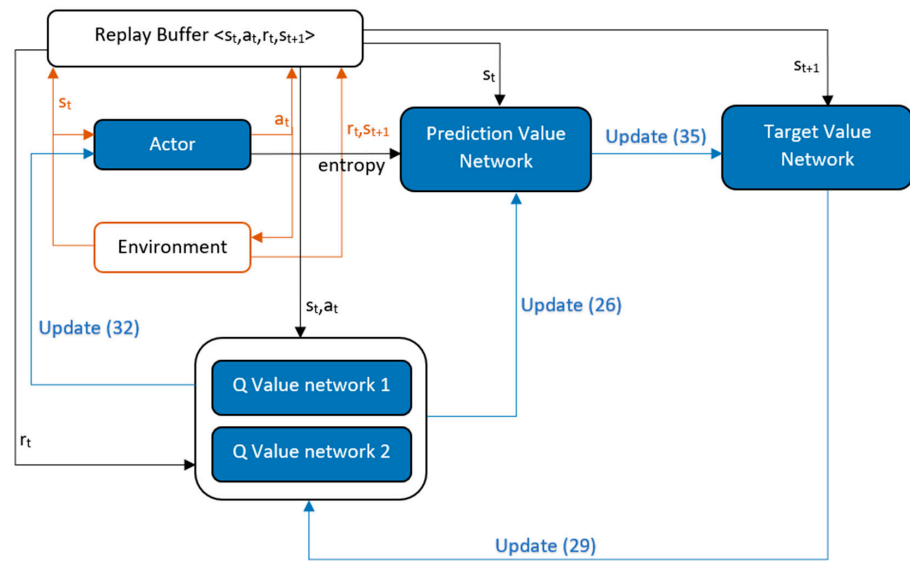 Replay Buffer <st,at,rt,st+1>
st
st+1
st
at
rt,st+1
Actor
Prediction Value
Network
Update (35)
Target Value
Network
entropy
Environment
st,at
Update (26)
Update (32)
Q Value network 1
Q Value network 2
rt
Update (29)